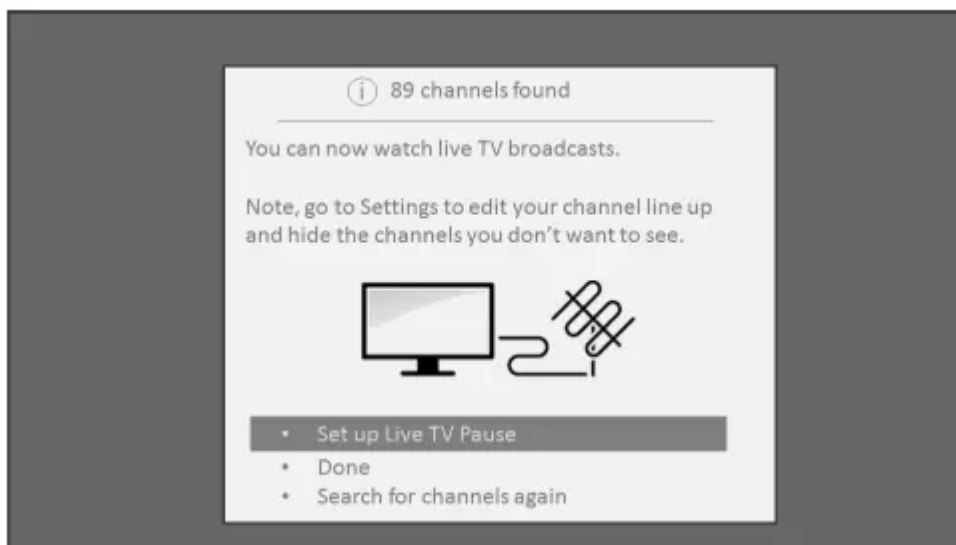 89 channels found
You can now watch live TV broadcasts.
Note, go to Settings to edit your channel line up
and hide the channels you don't want to see.
• Set up Live TV Pause
• Done
• Search for channels again